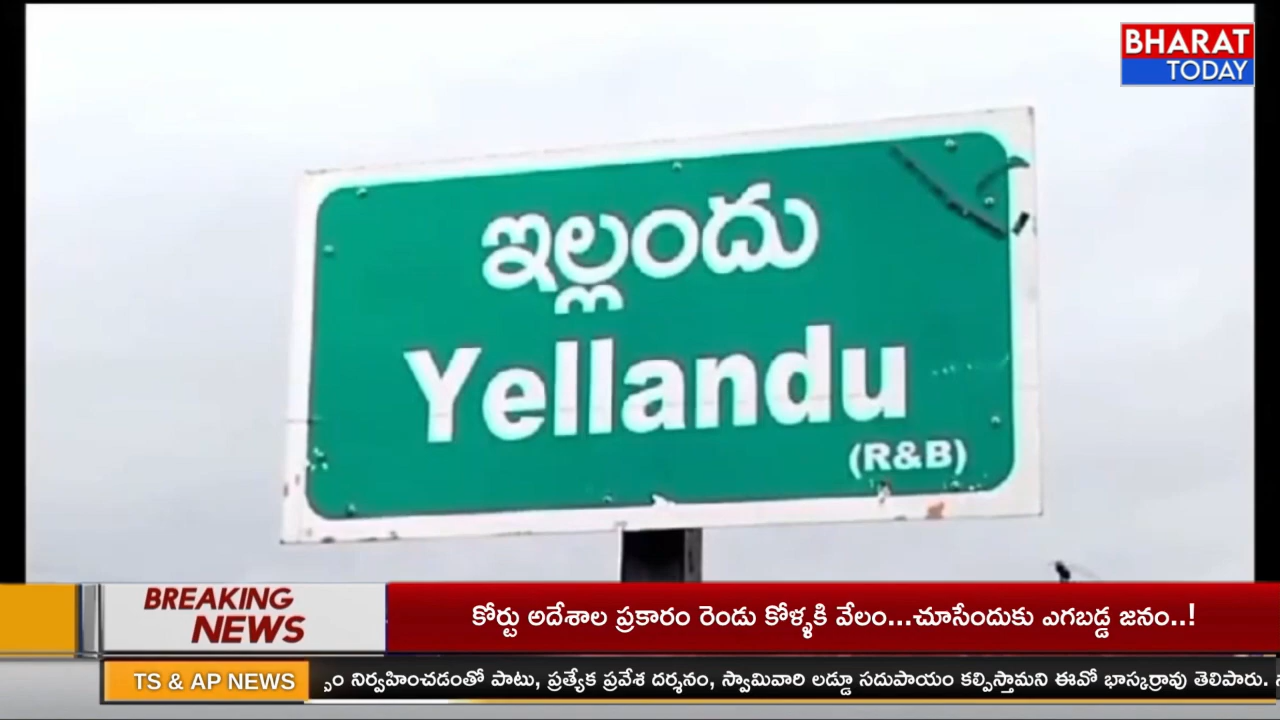 BHARAT
TODAY
ఇల్లందు
Yellandu
(R&B)
BREAKING
NEWS
కోర్టు అదేశాల ప్రకారం రెండు కోళ్ళకి వేలం...చూసేందుకు ఎగబడ్డ జనం..!
TS & AP NEWS
నిర్వహించడంతో పాటు, ప్రత్యేక ప్రవేశ దర్శనం, స్వామివారి లడ్డూ సదుపాయం కల్పిస్తామని ఈవో భాస్కర్రావు తెలిపారు.